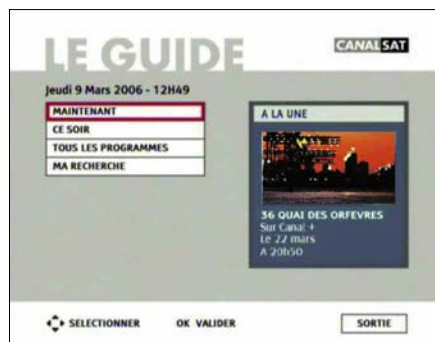 LE GUIDE
CANALSAT
Jeudi 9 Mars 2006 - 12H49
MAINTENANT
CE SOIR
TOUS LES PROGRAMMES
MA RECHERCHE
A LA UNE
36 QUAI DES ORFEVRES
Sur Canal +
Le 22 mars
A 20h50
SELECTIONNER
OK VALIDER
SORTIE